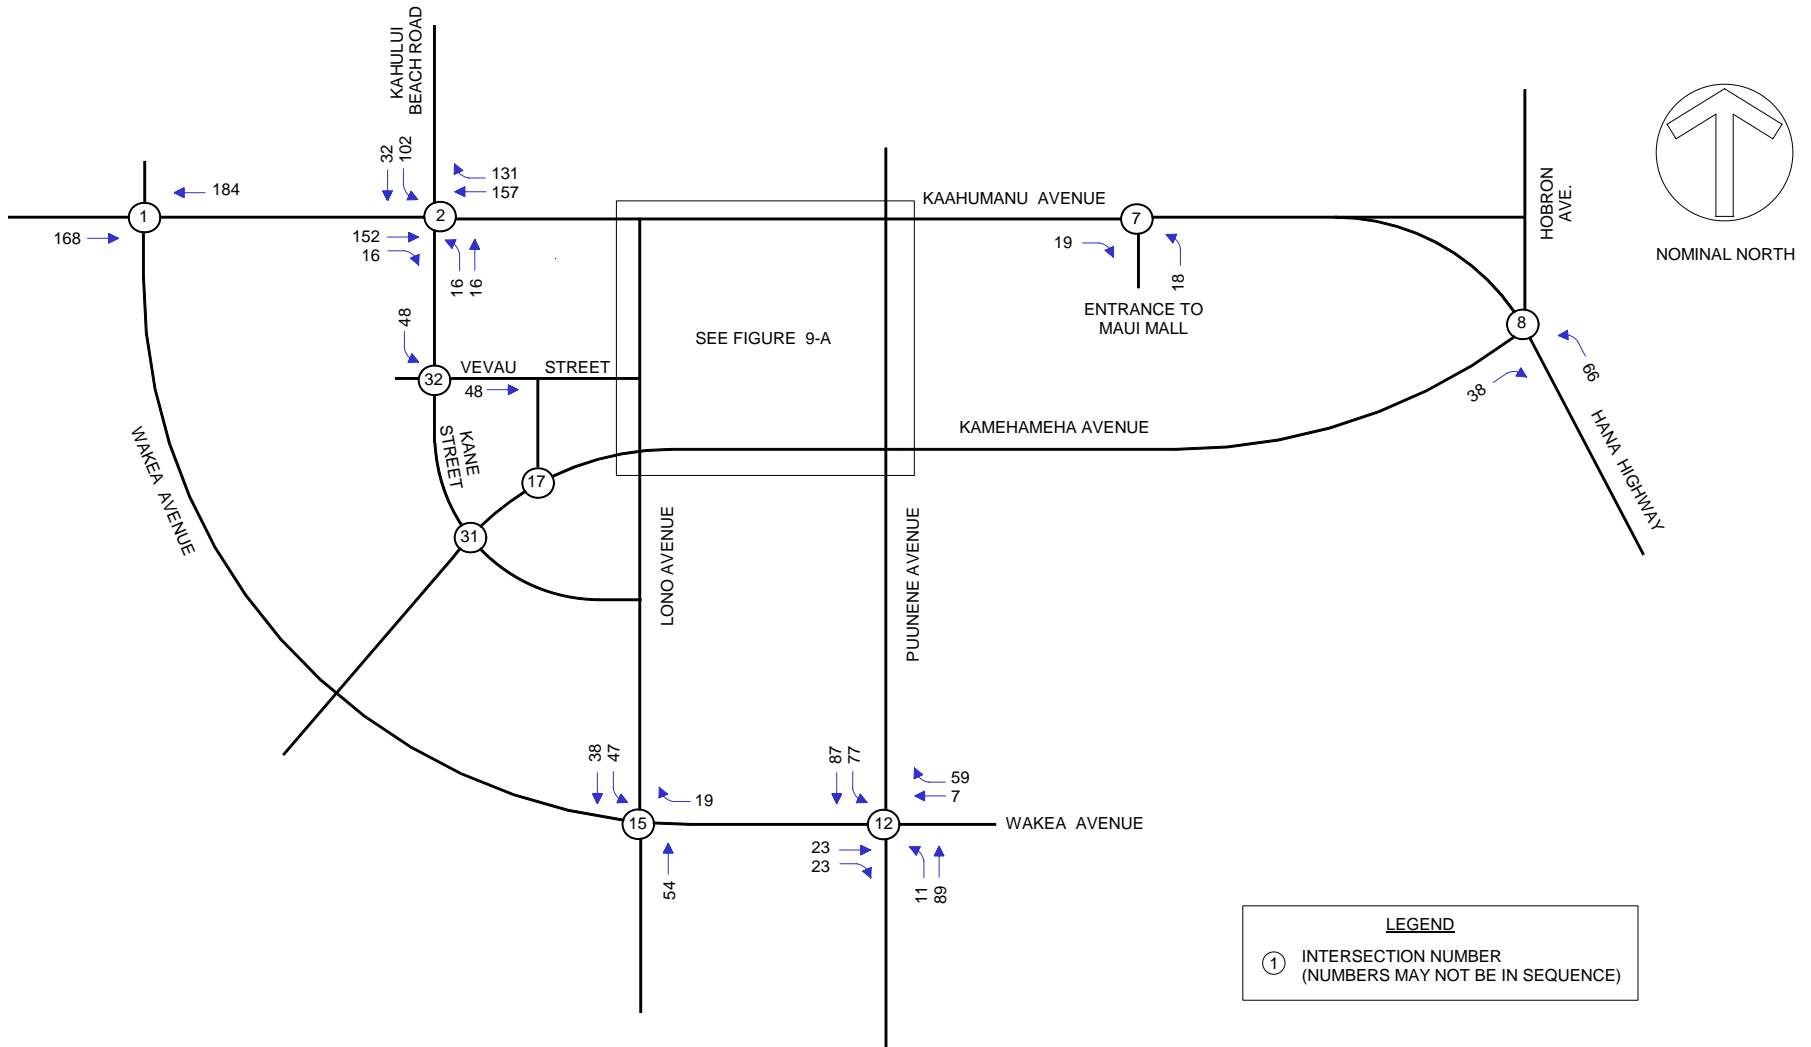 KAHULUI
BEACH ROAD
32
102
131
157
184
1
2
168
152
16
16
16
KAAHUMANU AVENUE
7
19
18
ENTRANCE TO
MAUI MALL
HOBRON
AVE.
NOMINAL NORTH
SEE FIGURE 9-A
8
66
38
48
32
VEVAU STREET
48
KANE
STREET
KAMEHAMEHA AVENUE
HANA HIGHWAY
WAKEA AVENUE
17
31
LONO AVENUE
PUUNENE AVENUE
38
47
19
15
54
87
77
59
7
12
WAKEA AVENUE
23
23
11
89
LEGEND
1 INTERSECTION NUMBER
(NUMBERS MAY NOT BE IN SEQUENCE)